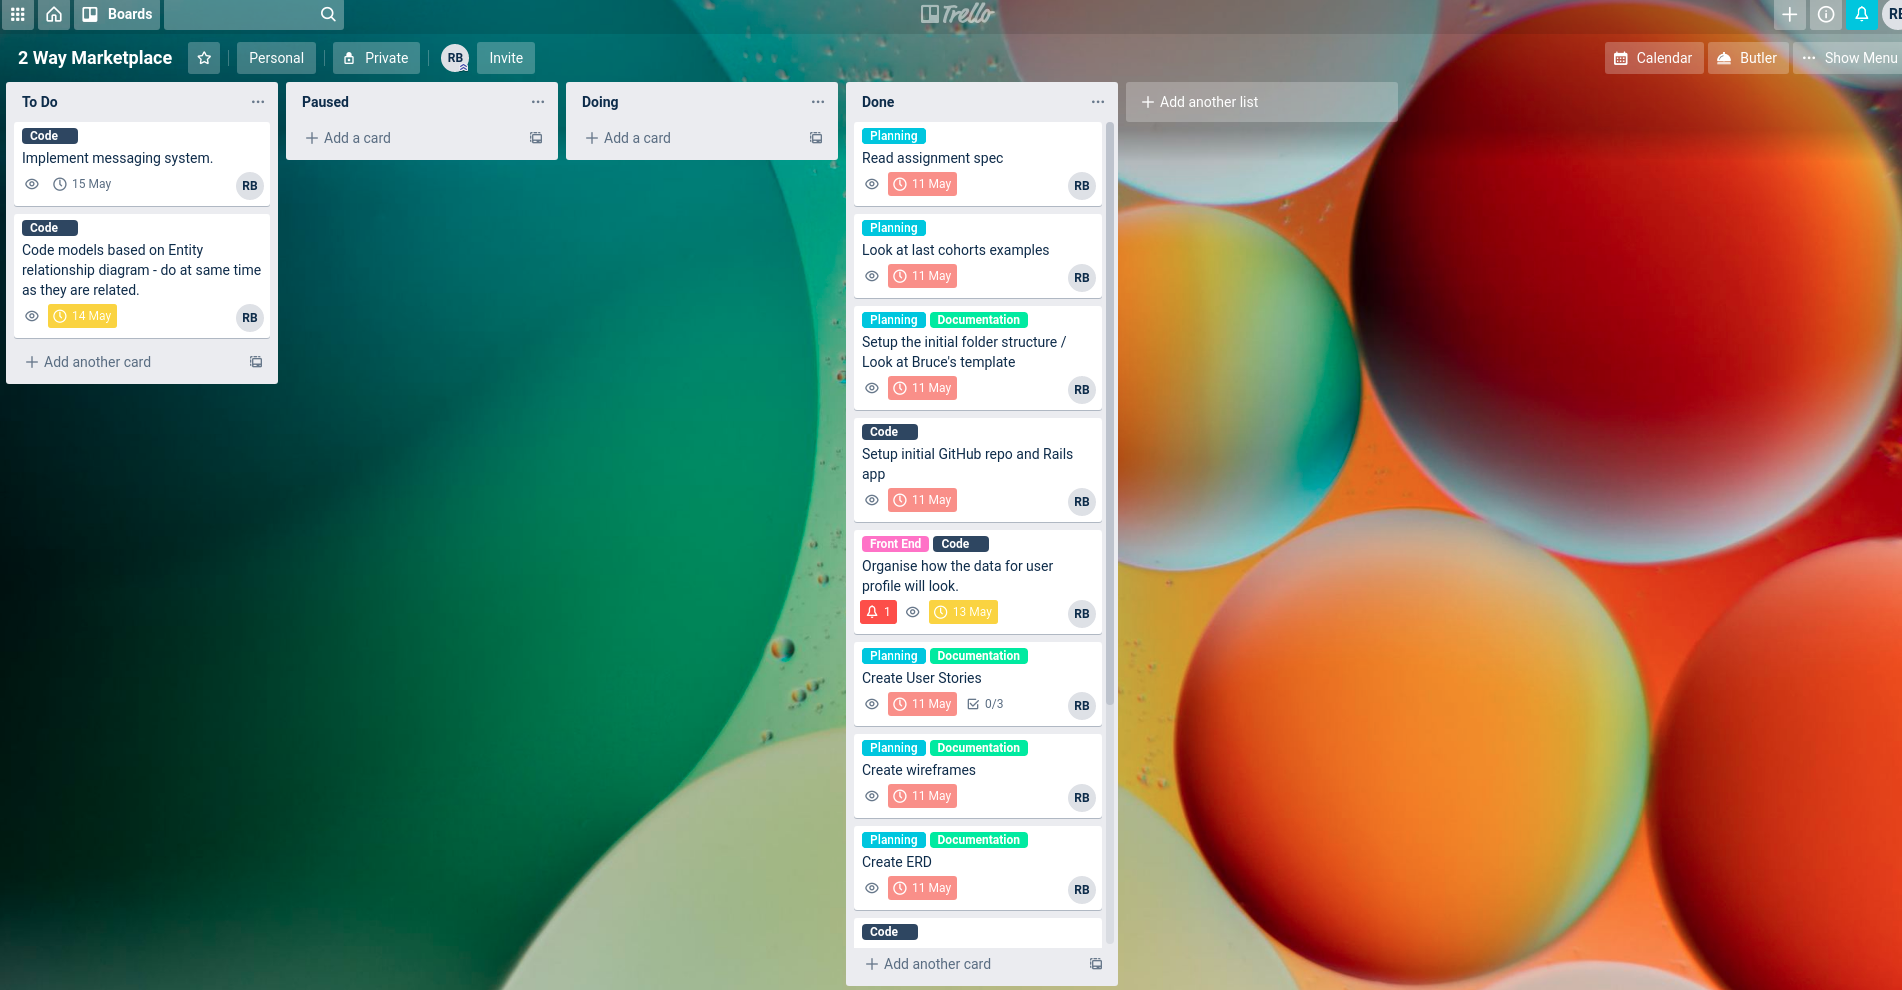 Boards
Trello
RB
2 Way Marketplace
Personal
Private
RB
Invite
Calendar
Butler
Show Menu
To Do
Code
Implement messaging system.
15 May
RB
Code
Code models based on Entity
relationship diagram - do at same time
as they are related.
14 May
RB
Add another card
Paused
Add a card
Doing
Add a card
Done
Planning
Read assignment spec
11 May
RB
Planning
Look at last cohorts examples
11 May
RB
Planning Documentation
Setup the initial folder structure /
Look at Bruce's template
11 May
RB
Code
Setup initial GitHub repo and Rails
app
11 May
RB
Front End Code
Organise how the data for user
profile will look.
1 13 May
RB
Planning Documentation
Create User Stories
11 May 0/3
RB
Planning Documentation
Create wireframes
11 May
RB
Planning Documentation
Create ERD
11 May
RB
Code
Add another card
Add another list